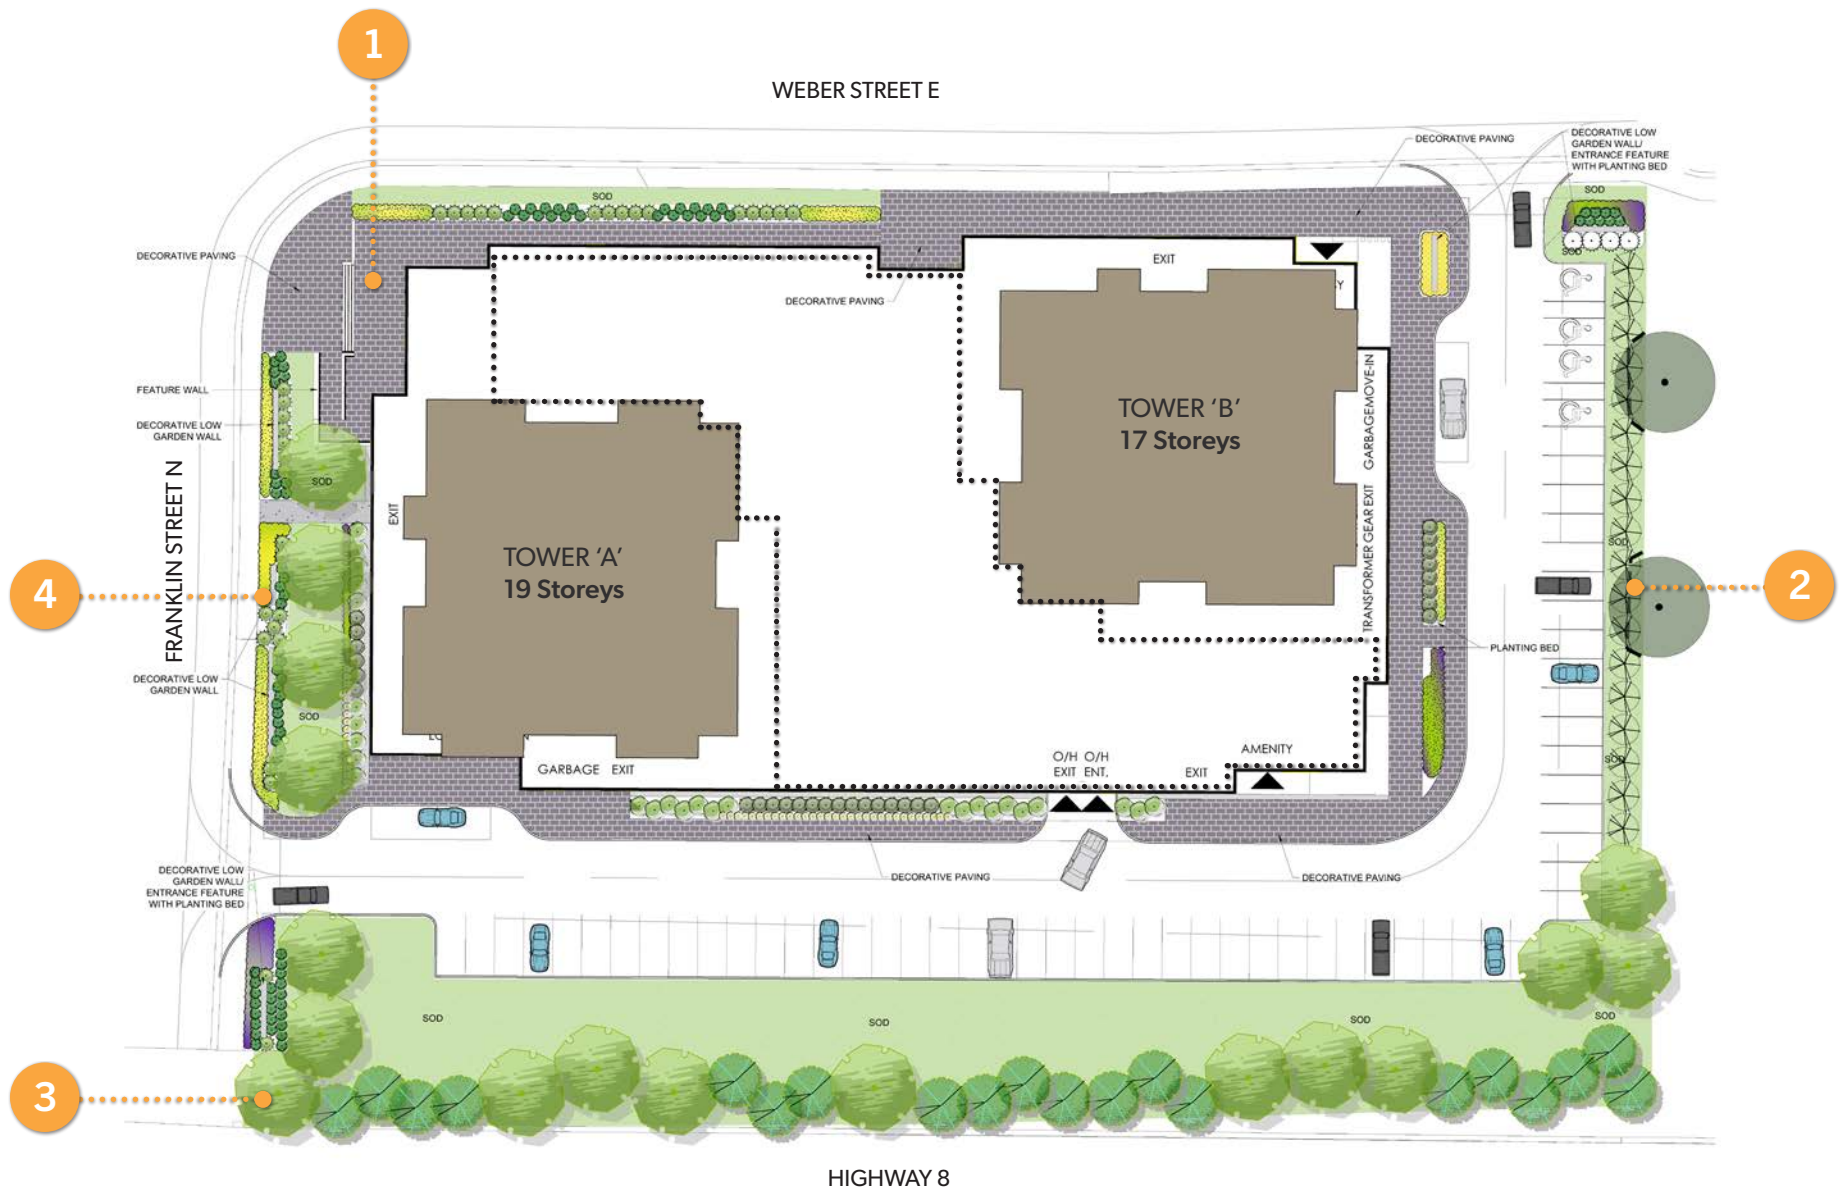 1
WEBER STREET E
DECORATIVE PAVING
DECORATIVE LOW
GARDEN WALL/
ENTRANCE FEATURE
WITH PLANTING BED
SOD
SOD
SOD
DECORATIVE PAVING
EXIT
DECORATIVE PAVING
FEATURE WALL
DECORATIVE LOW
GARDEN WALL
SOD
FRANKLIN STREET N
EXIT
TOWER ‘B’
17 Storeys
GARBAGE MOVE-IN
TRANSFORMER GEAR EXIT
TOWER ‘A’
19 Storeys
SOD
4
2
PLANTING BED
DECORATIVE LOW
GARDEN WALL
SOD
SOD
GARBAGE EXIT
O/H O/H
EXIT ENT.
EXIT
AMENITY
DECORATIVE LOW
GARDEN WALL/
ENTRANCE FEATURE
WITH PLANTING BED
DECORATIVE PAVING
DECORATIVE PAVING
SOD
SOD
SOD
SOD
3
HIGHWAY 8